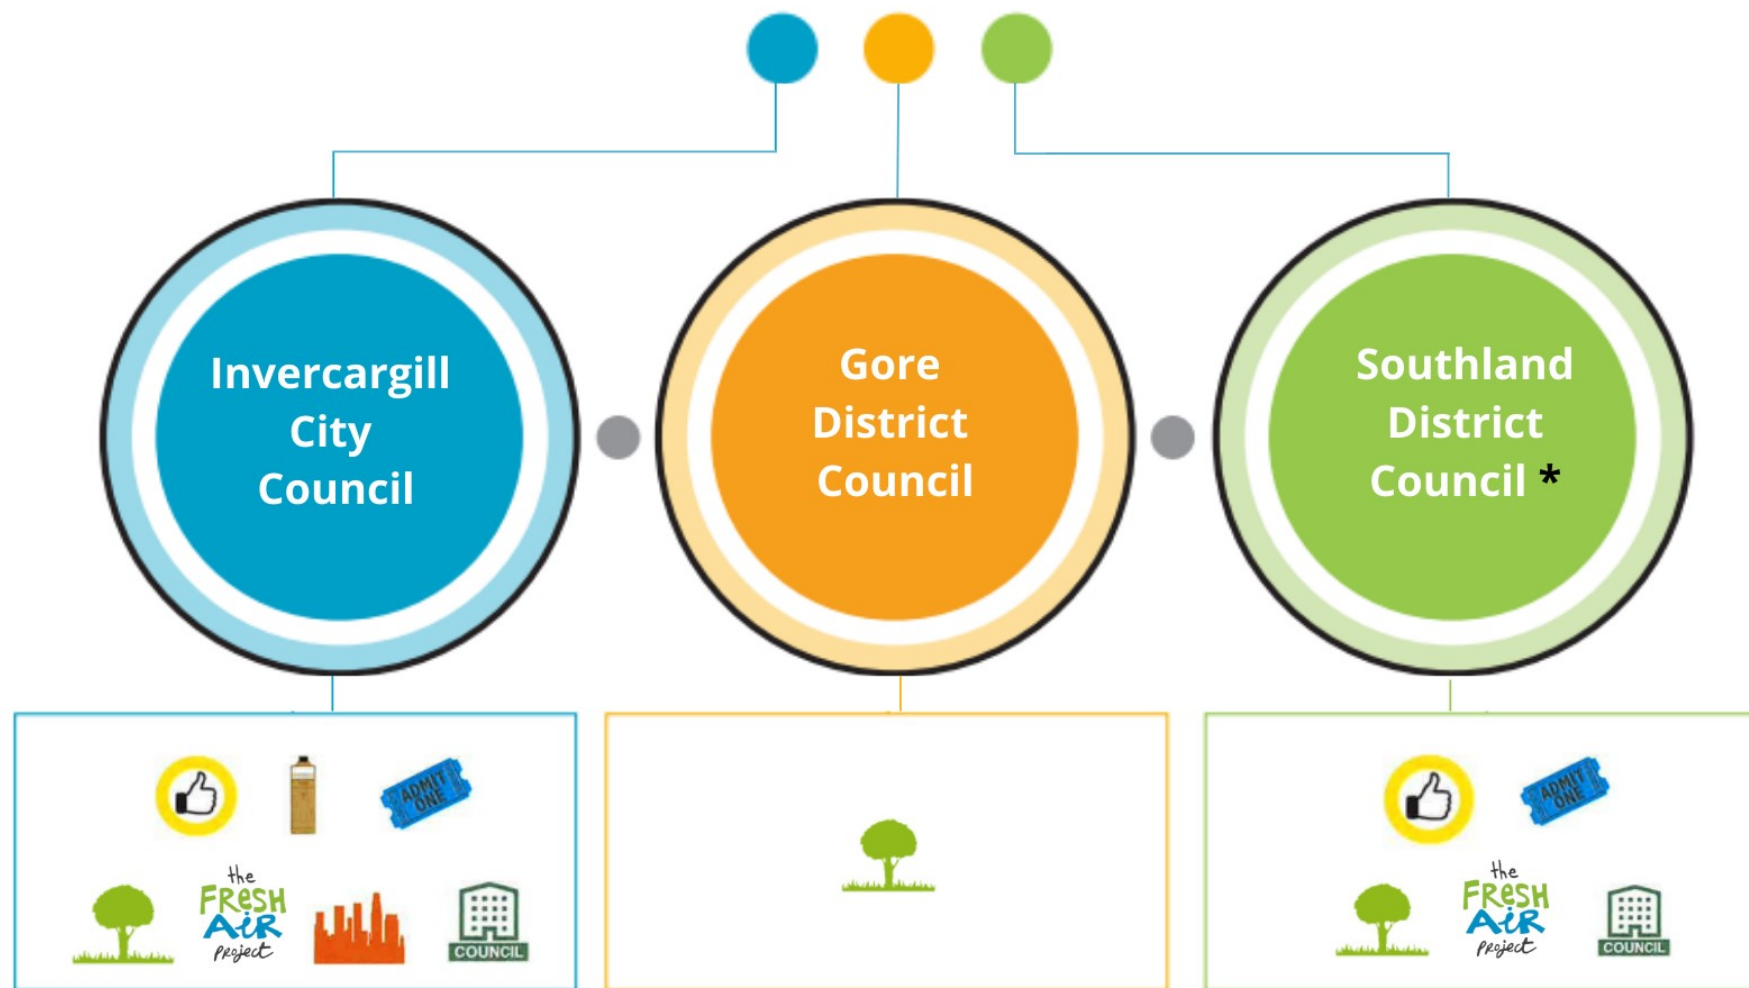 Invercargill
City
Council
Gore
District
Council
Southland
District
Council *
ADMIT
ONE
the
FRESH
AiR
project
COUNCIL
ADMIT
ONE
the
FRESH
AiR
project
COUNCIL